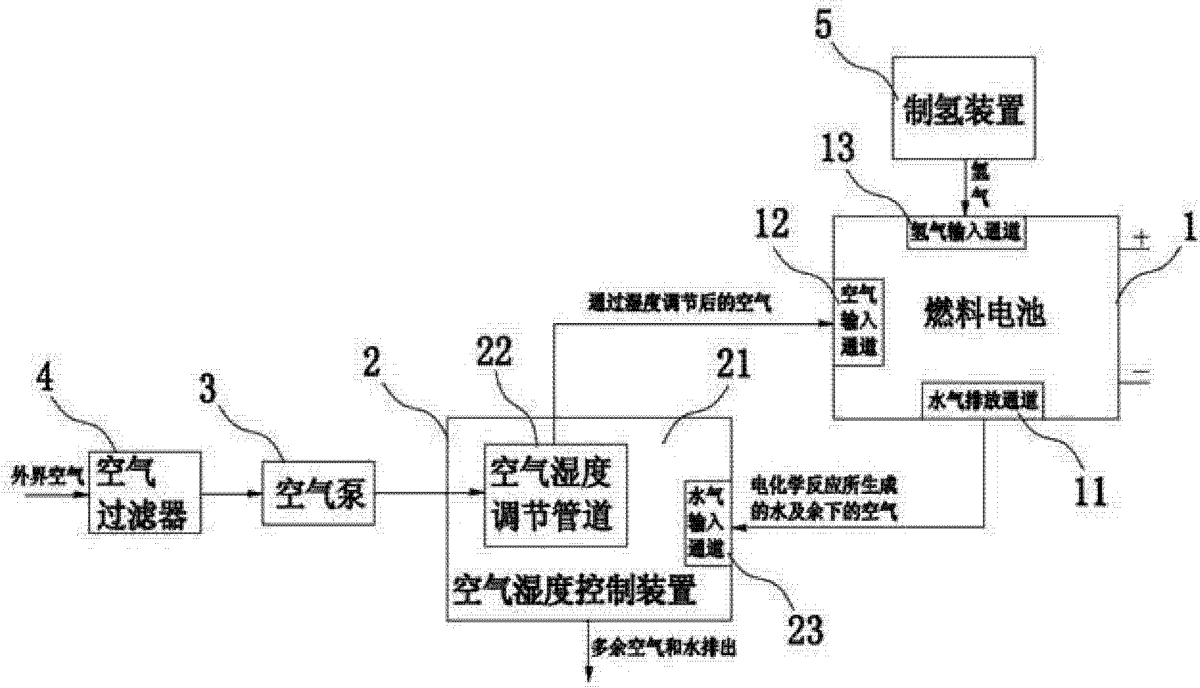 5
制氢装置
13
氢
气
12
氢气输入通道
+
1
空气
输入
通道
燃料电池
通过湿度调节后的空气
-
水气排放通道
11
4
3
2
22
21
外界空气
空气
过滤器
空气泵
空气湿度
调节管道
水气
输入
通道
电化学反应所生成
的水及余下的空气
空气湿度控制装置
23
多余空气和水排出